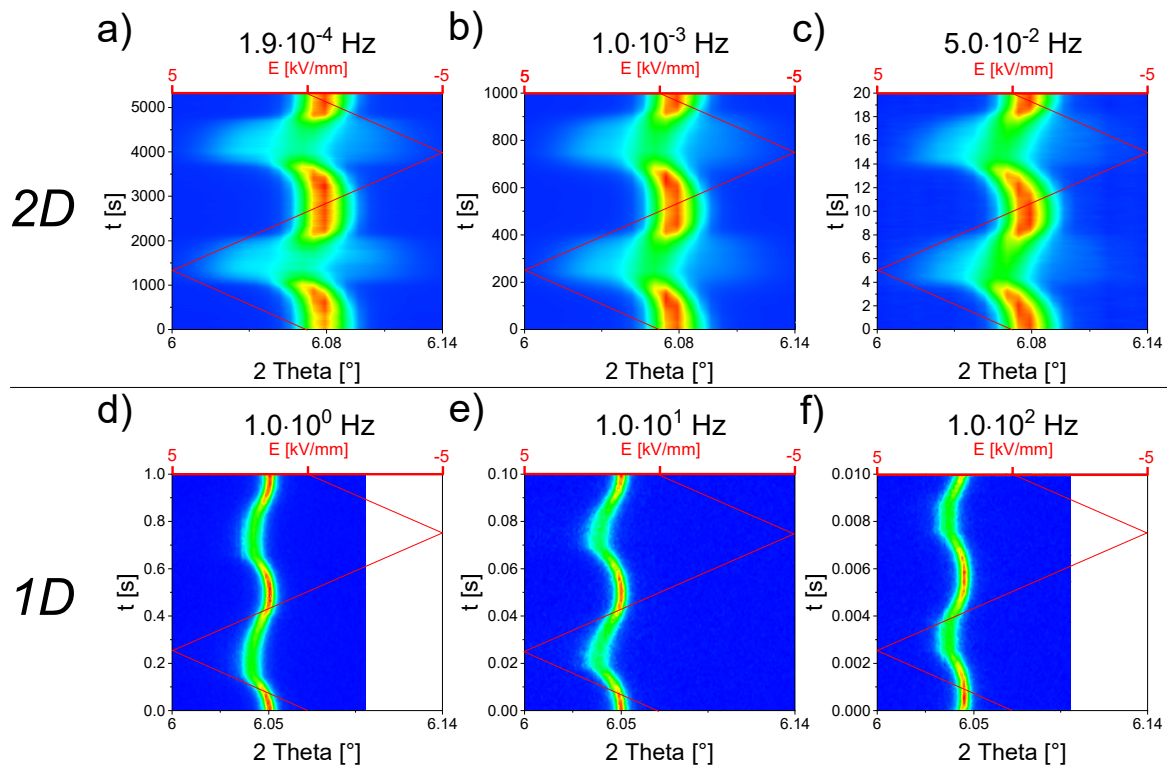 a) b) c)
1.9·10⁻⁴ Hz 1.0·10⁻³ Hz 5.0·10⁻² Hz
5 E [kV/mm] -5 5 E [kV/mm] -5 5 E [kV/mm] -5
2D
t [s] 5000 4000 3000 2000 1000 0
t [s] 1000 800 600 400 200 0
t [s] 20 18 16 14 12 10 8 6 4 2 0
6 6.08 6.14 6 6.08 6.14 6 6.08 6.14
2 Theta [°] 2 Theta [°] 2 Theta [°]
d) e) f)
1.0·10⁰ Hz 1.0·10¹ Hz 1.0·10² Hz
5 E [kV/mm] -5 5 E [kV/mm] -5 5 E [kV/mm] -5
1D
t [s] 1.0 0.8 0.6 0.4 0.2 0.0
t [s] 0.10 0.08 0.06 0.04 0.02 0.00
t [s] 0.010 0.008 0.006 0.004 0.002 0.000
6 6.05 6.14 6 6.05 6.14 6 6.05 6.14
2 Theta [°] 2 Theta [°] 2 Theta [°]